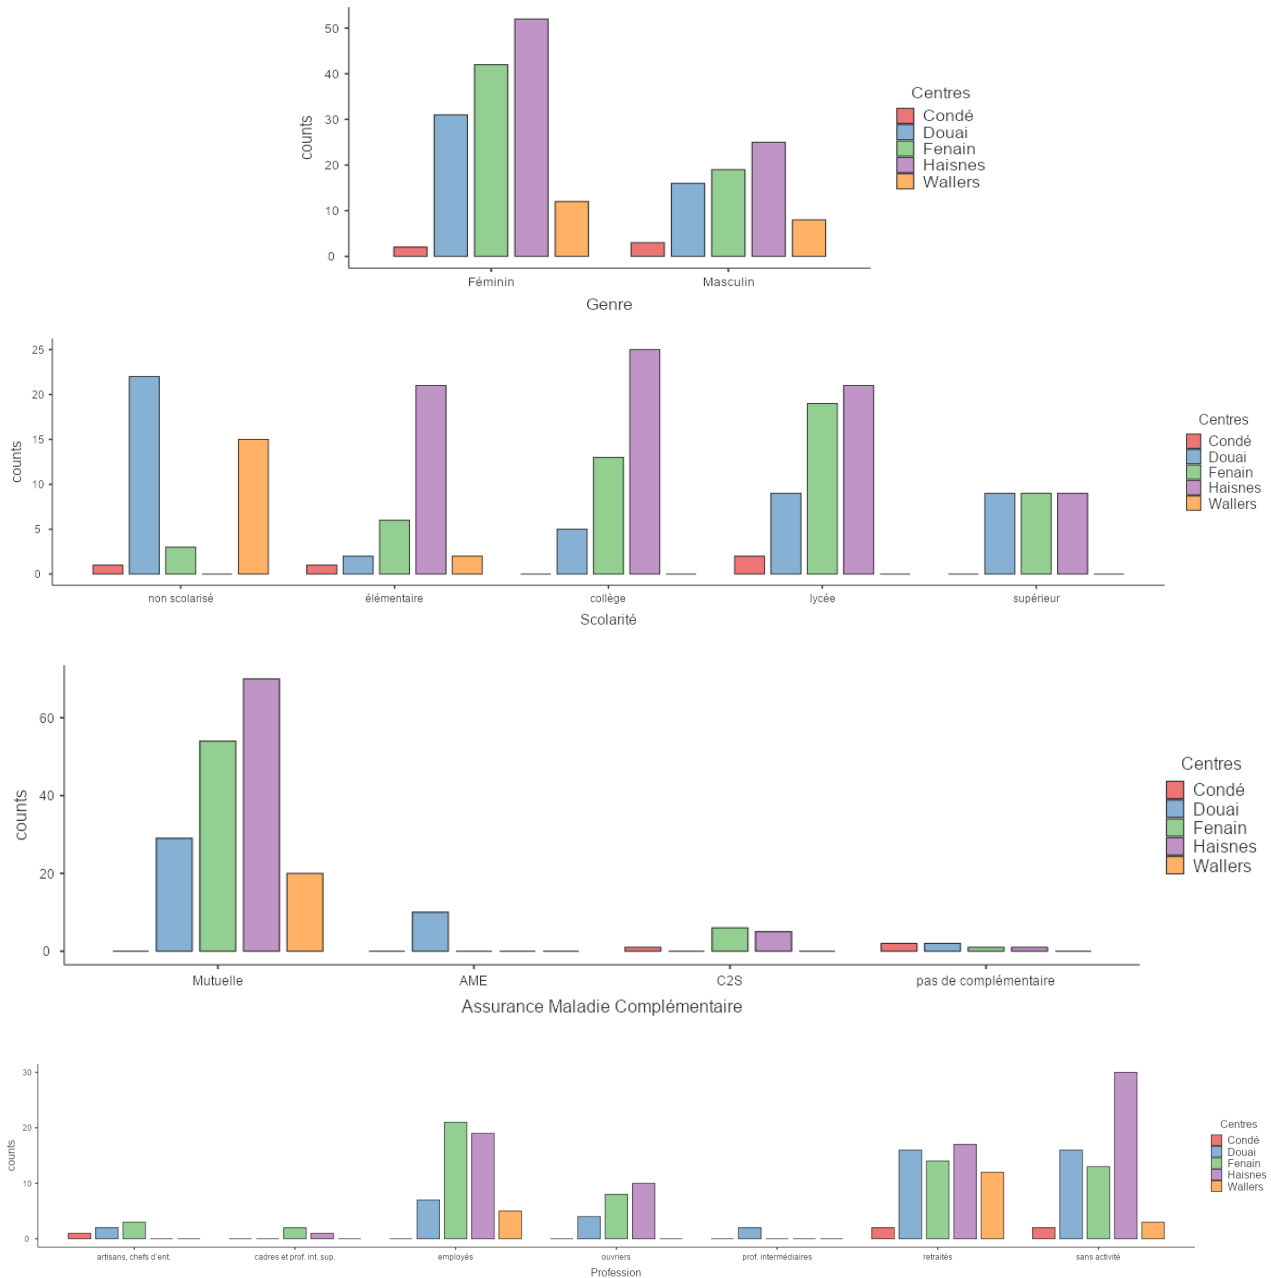 50
40
30
20
10
0
counts
Féminin
Masculin
Genre
Centres
Condé
Douai
Fenain
Haisnes
Wallers
25
20
15
10
5
0
counts
non scolarisé
élémentaire
collège
lycée
supérieur
Scolarité
Centres
Condé
Douai
Fenain
Haisnes
Wallers
60
40
20
0
counts
Mutuelle
AME
C2S
pas de complémentaire
Assurance Maladie Complémentaire
Centres
Condé
Douai
Fenain
Haisnes
Wallers
30
20
10
0
counts
artisans, chefs d'ent.
cadres et prof. int. sup.
employés
ouvriers
prof. intermédiaires
retraités
sans activité
Profession
Centres
Condé
Douai
Fenain
Haisnes
Wallers